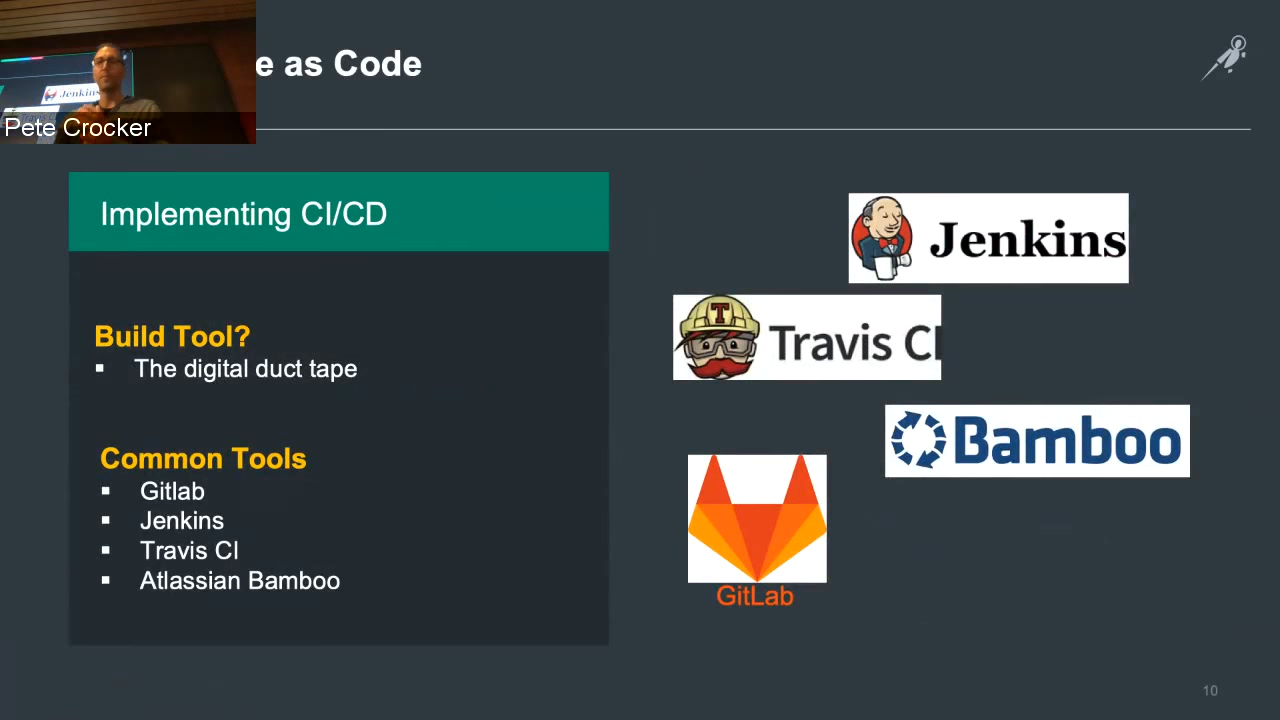 e as Code
Jenkins
Pete Crocker
Implementing CI/CD
Build Tool?
▪ The digital duct tape
Common Tools
▪ Gitlab
▪ Jenkins
▪ Travis CI
▪ Atlassian Bamboo
Jenkins
T
Travis CI
Bamboo
GitLab
10